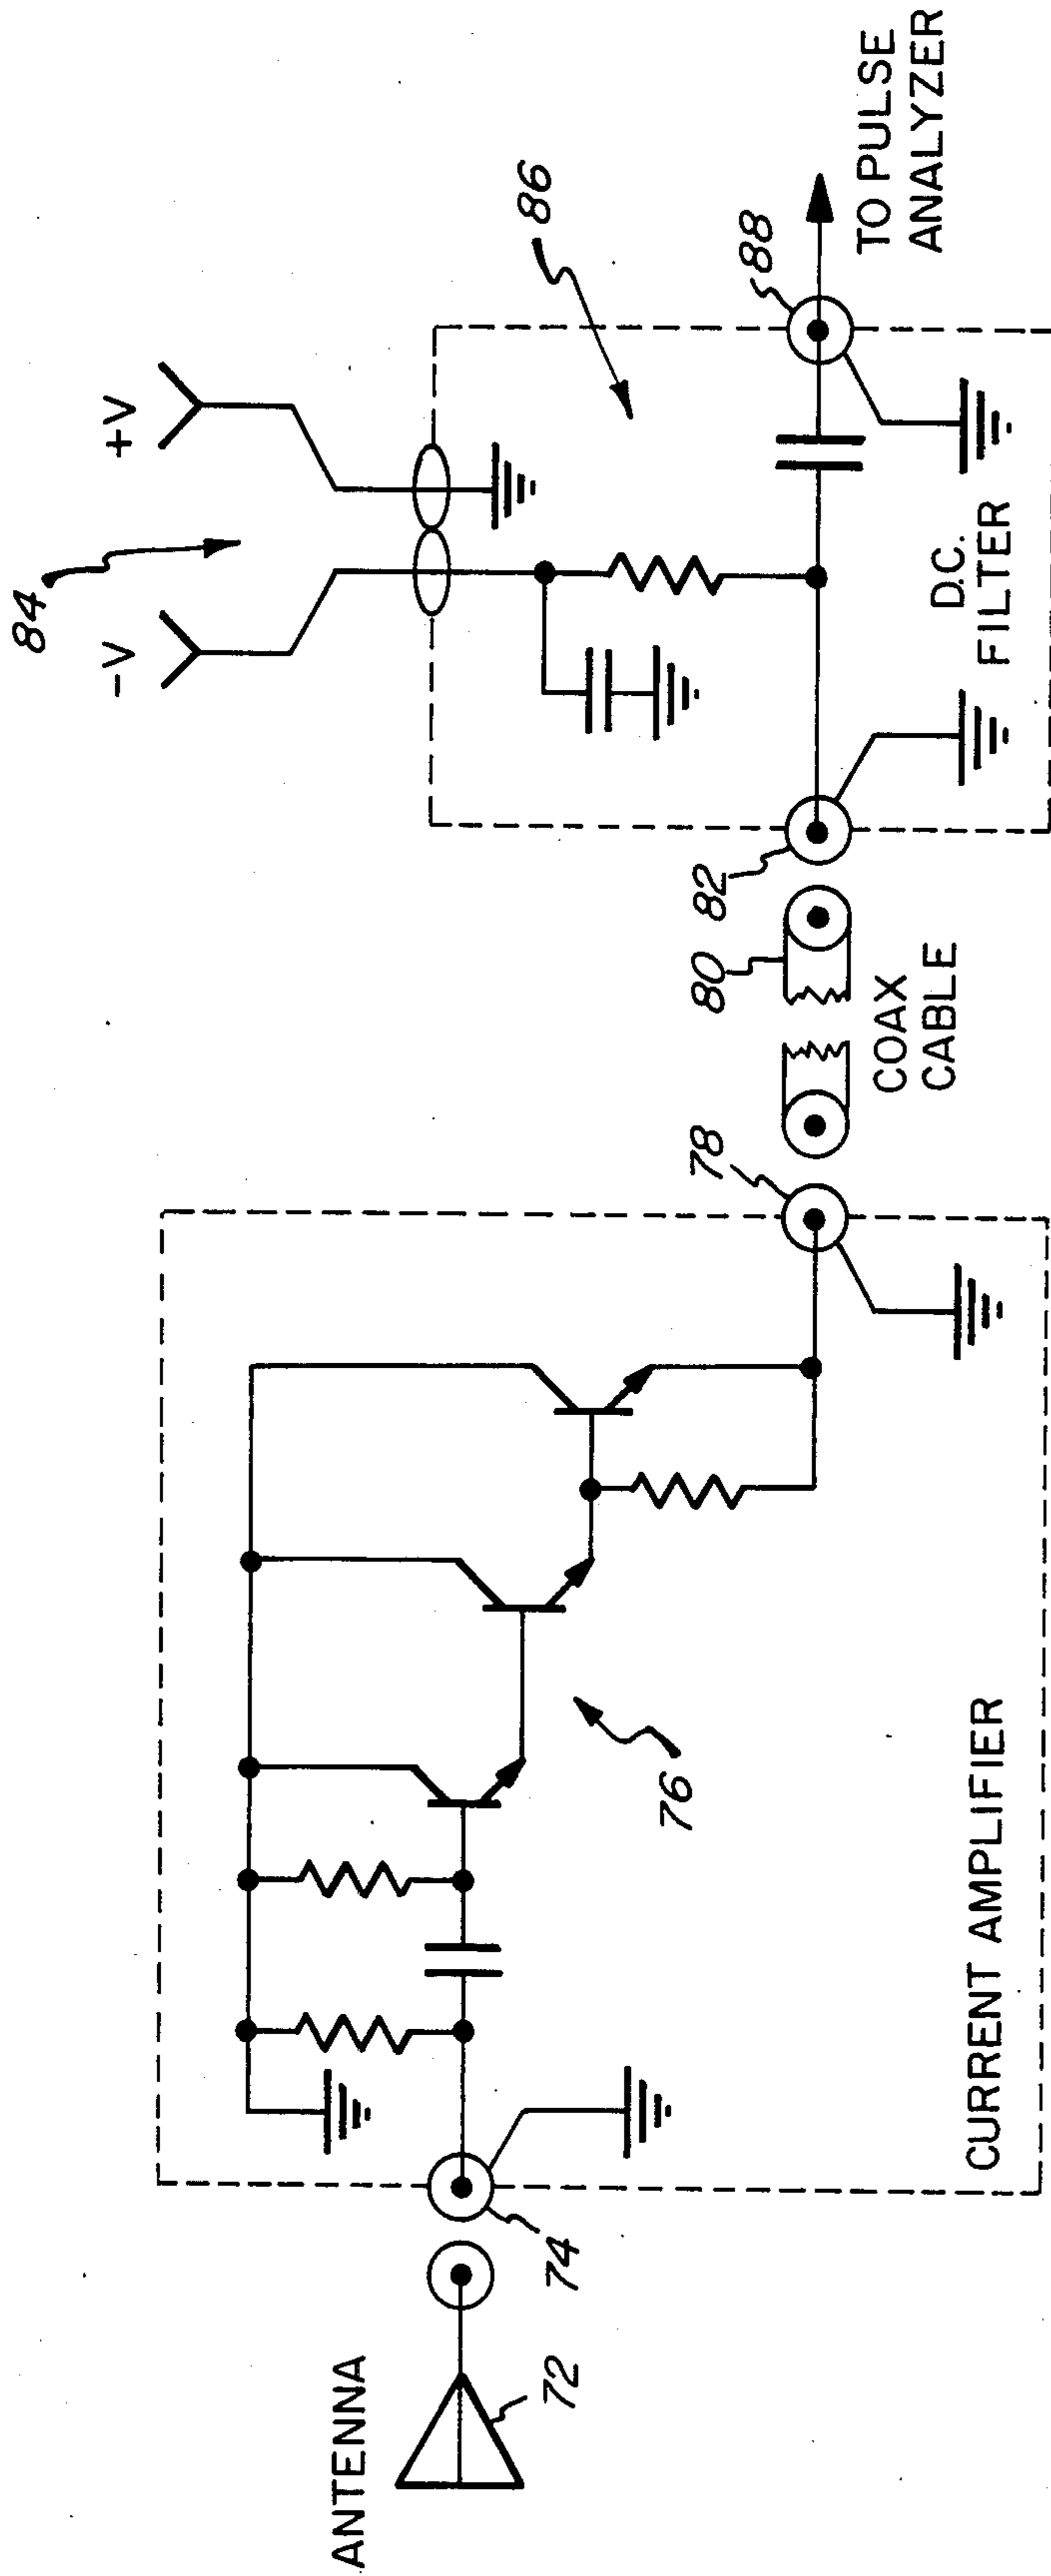 ANTENNA
72
74
CURRENT AMPLIFIER
76
78
COAX
CABLE
80
82
84
-V
+V
86
D.C.
FILTER
88
TO PULSE
ANALYZER